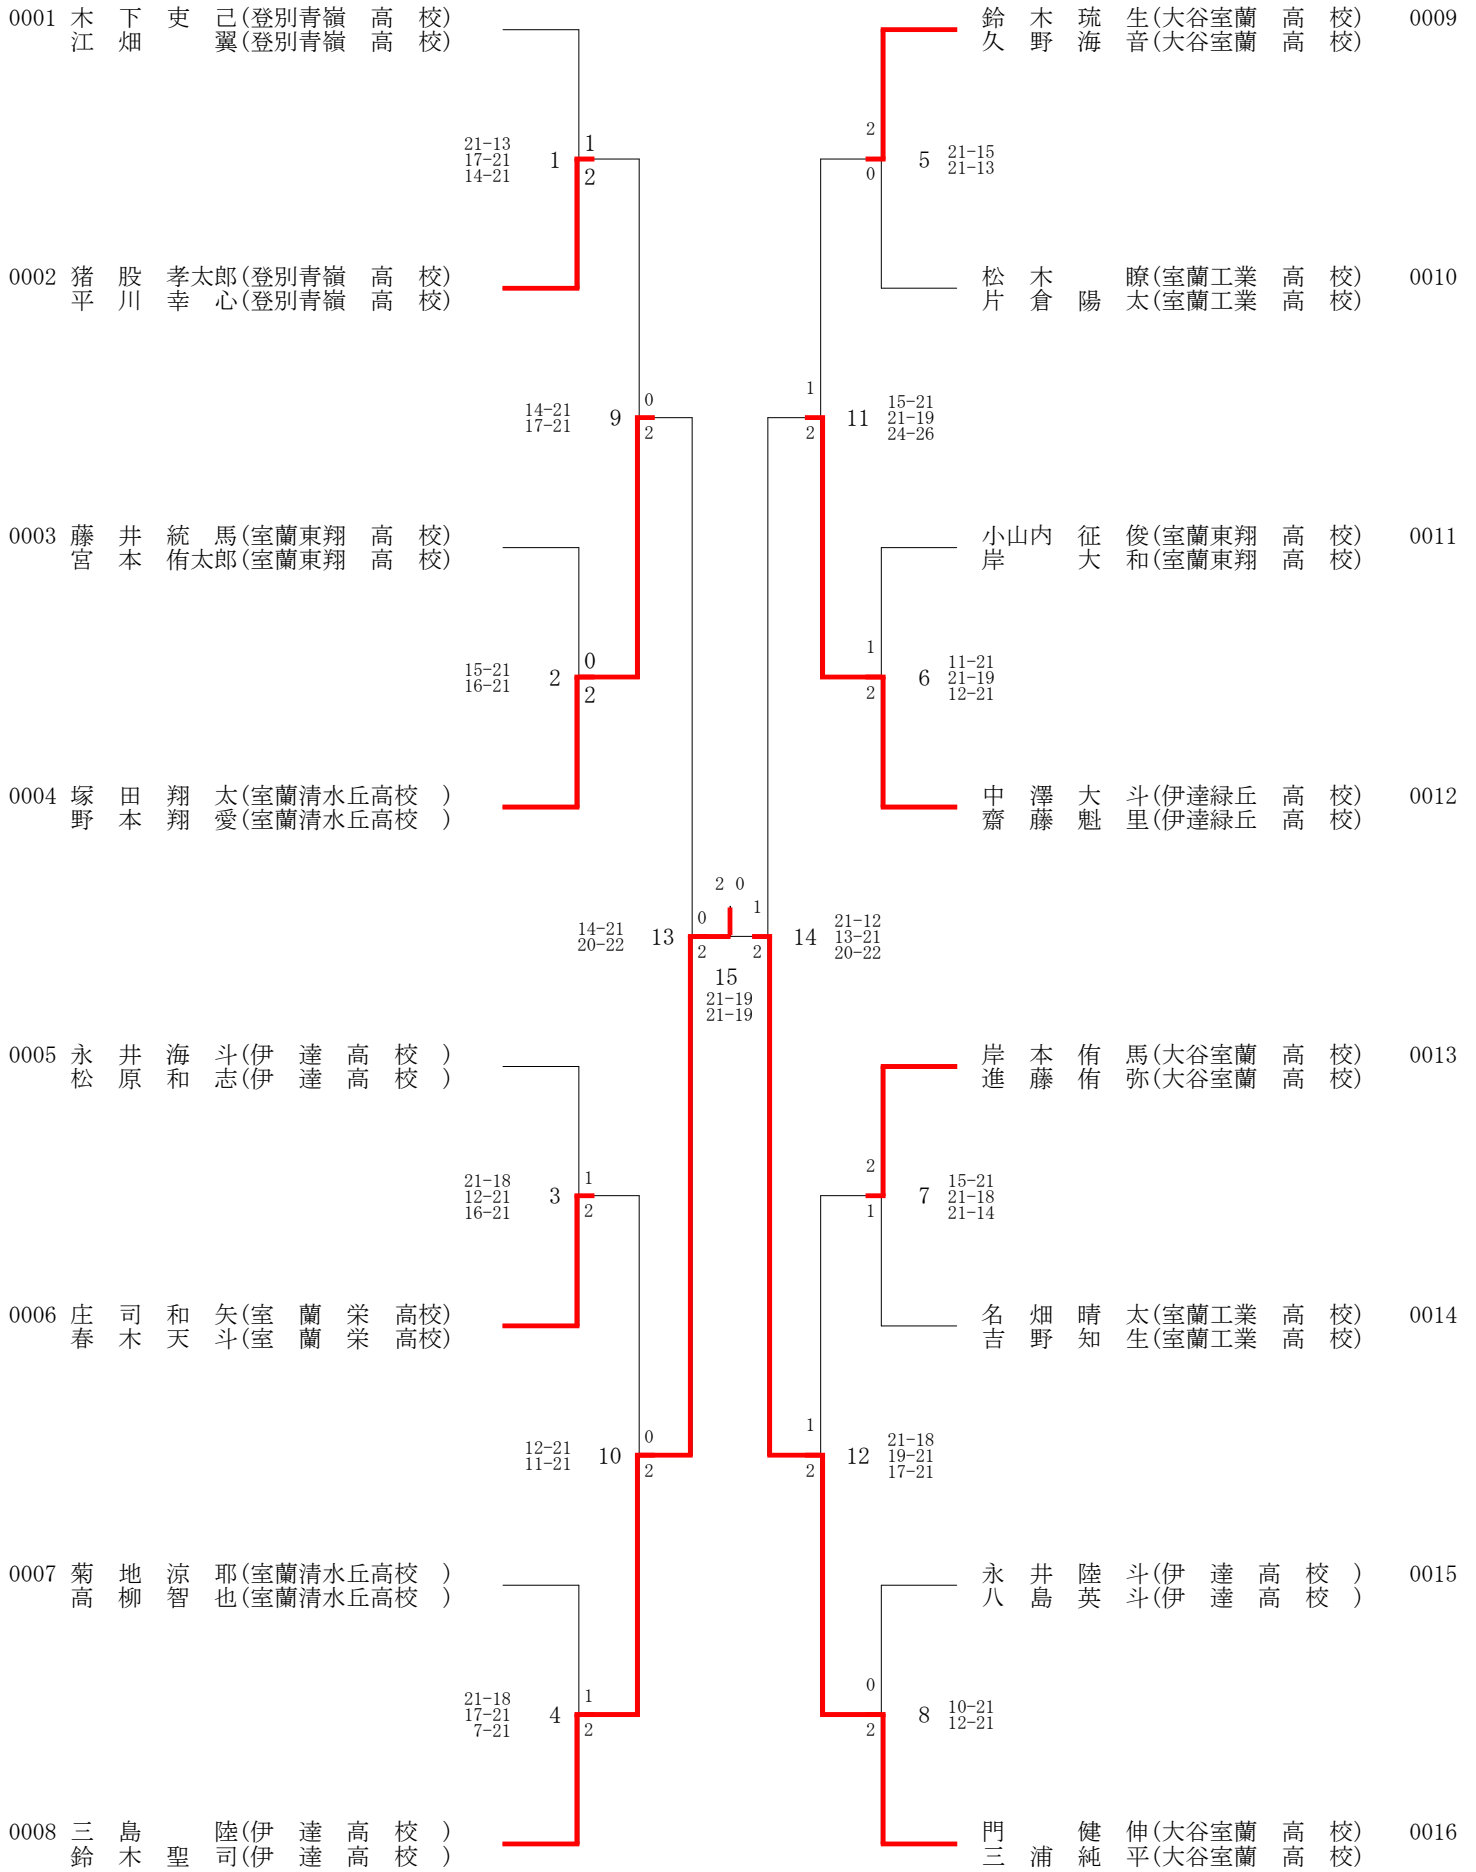 0001 木 下 吏 己(登別青嶺 高 校)
江 畑 翼(登別青嶺 高 校)
21-13
17-21
14-21
1
1
2
0002 猪 股 孝太郎(登別青嶺 高 校)
平 川 幸 心(登別青嶺 高 校)
14-21
17-21
9
0
2
0003 藤 井 統 馬(室蘭東翔 高 校)
宮 本 侑太郎(室蘭東翔 高 校)
15-21
16-21
2
0
2
0004 塚 田 翔 太(室蘭清水丘高校 )
野 本 翔 愛(室蘭清水丘高校 )
14-21
20-22
13
0
2
0005 永 井 海 斗(伊 達 高 校 )
松 原 和 志(伊 達 高 校 )
21-18
12-21
16-21
3
1
2
0006 庄 司 和 矢(室 蘭 栄 高校)
春 木 天 斗(室 蘭 栄 高校)
12-21
11-21
10
0
2
0007 菊 地 涼 耶(室蘭清水丘高校 )
高 柳 智 也(室蘭清水丘高校 )
21-18
17-21
7-21
4
1
2
0008 三 島 陸(伊 達 高 校 )
鈴 木 聖 司(伊 達 高 校 )
2 0
15
21-19
21-19
鈴 木 琉 生(大谷室蘭 高 校) 0009
久 野 海 音(大谷室蘭 高 校)
2
0
5
21-15
21-13
松 木 瞭(室蘭工業 高 校) 0010
片 倉 陽 太(室蘭工業 高 校)
1
2
11
15-21
21-19
24-26
小山内 征 俊(室蘭東翔 高 校) 0011
岸 大 和(室蘭東翔 高 校)
1
2
6
11-21
21-19
12-21
中 澤 大 斗(伊達緑丘 高 校) 0012
齋 藤 魁 里(伊達緑丘 高 校)
1
2
14
21-12
13-21
20-22
岸 本 侑 馬(大谷室蘭 高 校) 0013
進 藤 侑 弥(大谷室蘭 高 校)
2
1
7
15-21
21-18
21-14
名 畑 晴 太(室蘭工業 高 校) 0014
吉 野 知 生(室蘭工業 高 校)
1
2
12
21-18
19-21
17-21
永 井 陸 斗(伊 達 高 校 ) 0015
八 島 英 斗(伊 達 高 校 )
0
2
8
10-21
12-21
門 健 伸(大谷室蘭 高 校) 0016
三 浦 純 平(大谷室蘭 高 校)